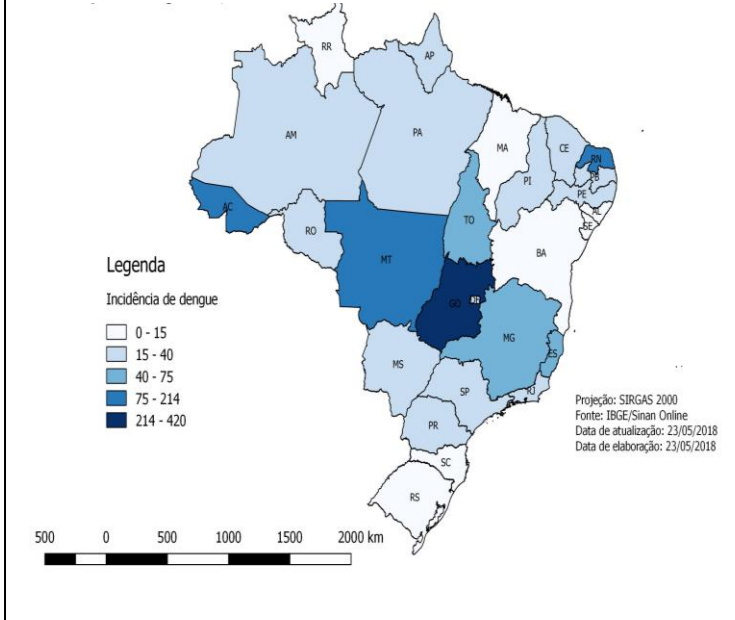 RR
AP
AM
PA
MA
CE
RN
PB
PI
PE
AL
SE
AC
TO
RO
BA
MT
GO
DF
MG
ES
MS
SP
RJ
PR
SC
RS
Legenda
Incidência de dengue
0 - 15
15 - 40
40 - 75
75 - 214
214 - 420
Projeção: SIRGAS 2000
Fonte: IBGE/Sinan Online
Data de atualização: 23/05/2018
Data de elaboração: 23/05/2018
500 0 500 1000 1500 2000 km